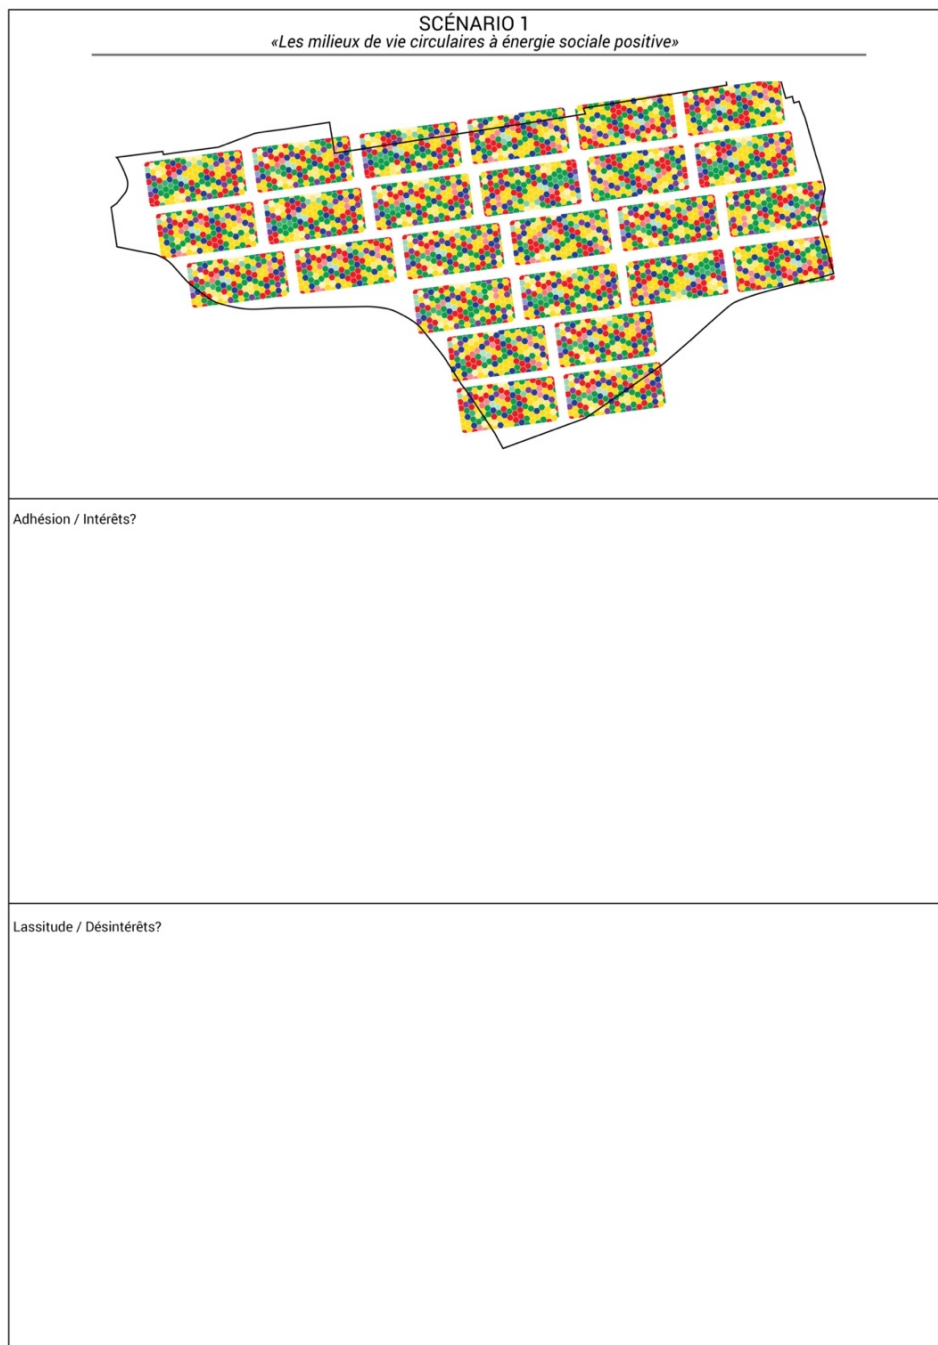 SCÉNARIO 1
«Les milieux de vie circulaires à énergie sociale positive»
Adhésion / Intérêts?
Lassitude / Désintérêts?